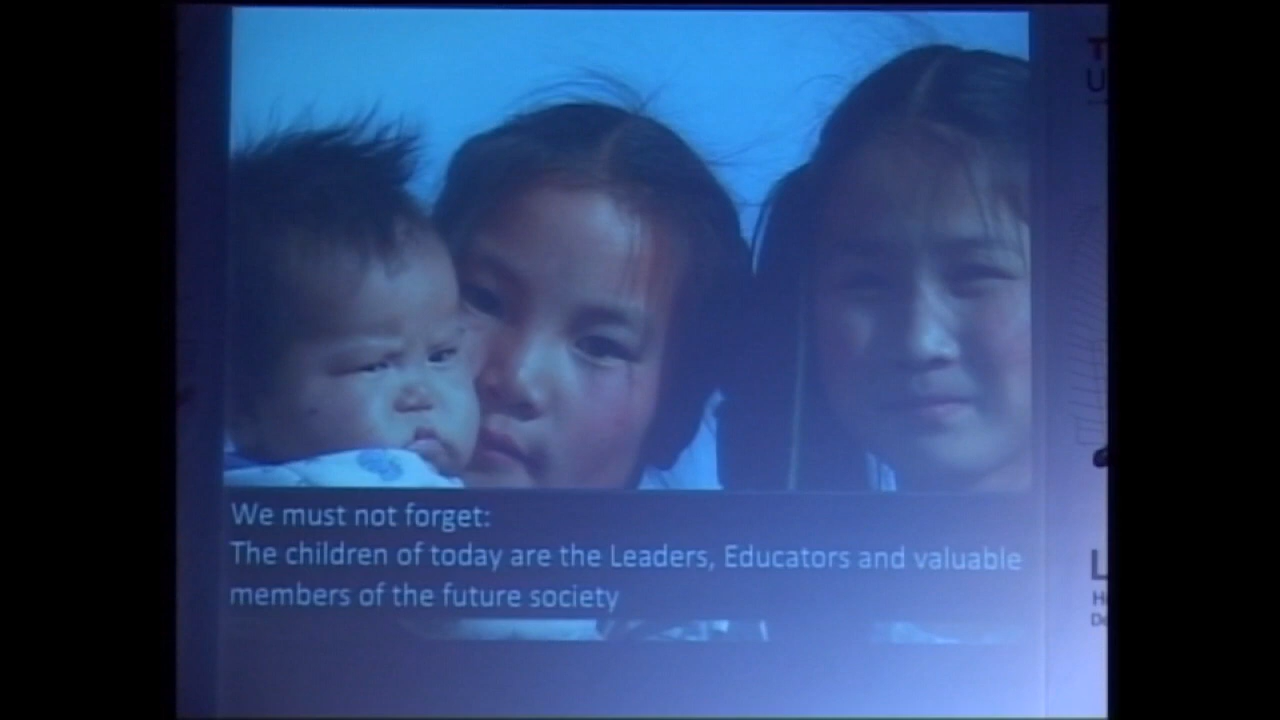 We must not forget:
The children of today are the Leaders, Educators and valuable
members of the future society